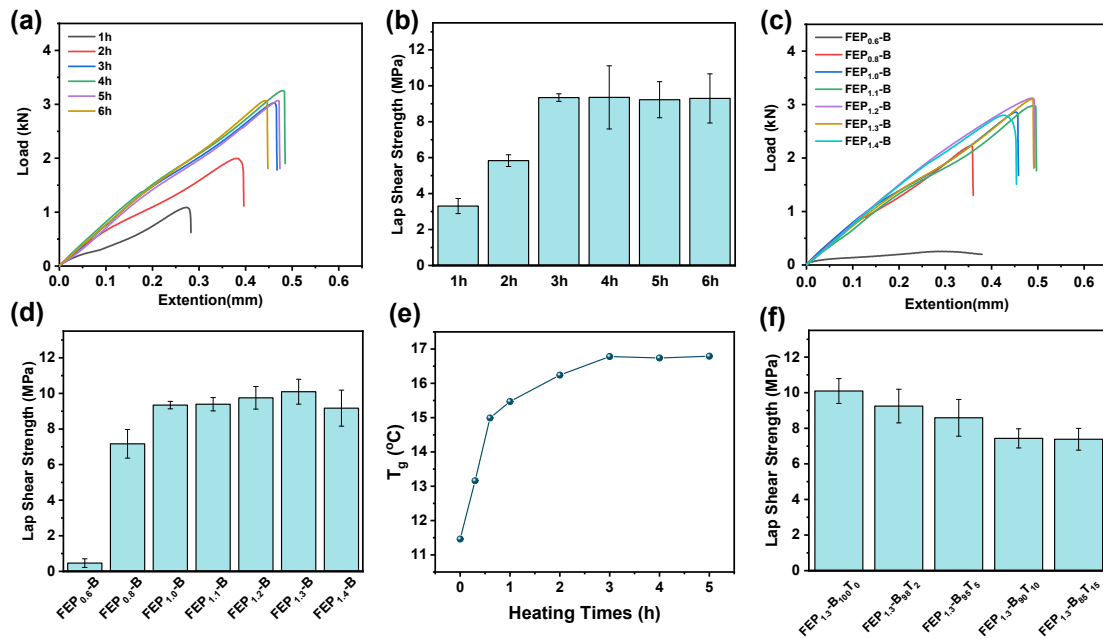 (a)
1h
2h
3h
4h
5h
6h
Load (kN)
4
3
2
1
0
0.0 0.1 0.2 0.3 0.4 0.5 0.6
Extention(mm)
(b)
Lap Shear Strength (MPa)
12
10
8
6
4
2
0
1h 2h 3h 4h 5h 6h
(c)
FEP0.6-B
FEP0.8-B
FEP1.0-B
FEP1.1-B
FEP1.2-B
FEP1.3-B
FEP1.4-B
Load (kN)
4
3
2
1
0
0.0 0.1 0.2 0.3 0.4 0.5 0.6
Extention(mm)
(d)
Lap Shear Strength (MPa)
14
12
10
8
6
4
2
0
FEP0.6-B FEP0.8-B FEP1.0-B FEP1.1-B FEP1.2-B FEP1.3-B FEP1.4-B
(e)
Tg (ºC)
17
16
15
14
13
12
11
0 1 2 3 4 5
Heating Times (h)
(f)
Lap Shear Strength (MPa)
12
10
8
6
4
2
0
FEP1.3-B100T0 FEP1.3-B98T2 FEP1.3-B95T5 FEP1.3-B90T10 FEP1.3-B85T15